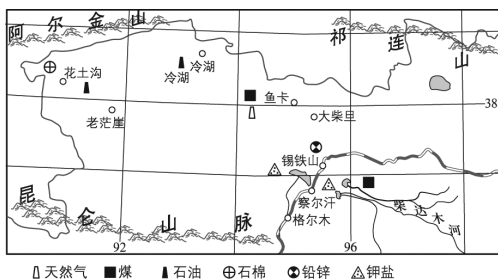 阿尔金山
祁连山
花土沟
冷湖
冷湖
鱼卡
大柴旦
38
老茫崖
锡铁山
察尔汗
格尔木
柴达木河
昆仑山脉
92
96
天然气 煤 石油 石棉 铅锌 钾盐